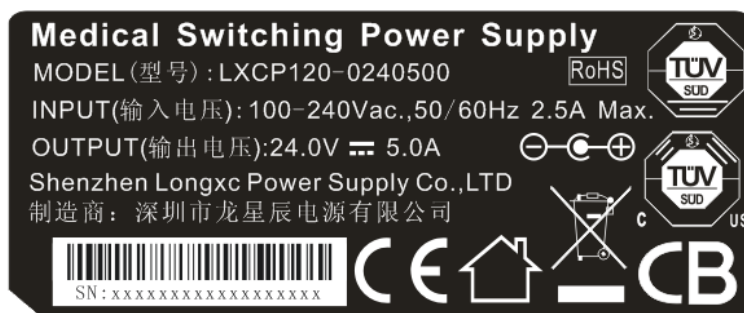 Medical Switching Power Supply
MODEL(型号):LXCP120-0240500
RoHS
TÜV
SÜD
INPUT(输入电压):100-240Vac.,50/60Hz 2.5A Max.
OUTPUT(输出电压):24.0V ⎓ 5.0A
TÜV
SÜD
C US
Shenzhen Longxc Power Supply Co.,LTD
制造商：深圳市龙星辰电源有限公司
SN:xxxxxxxxxxxxxxxxxx
CE
CB